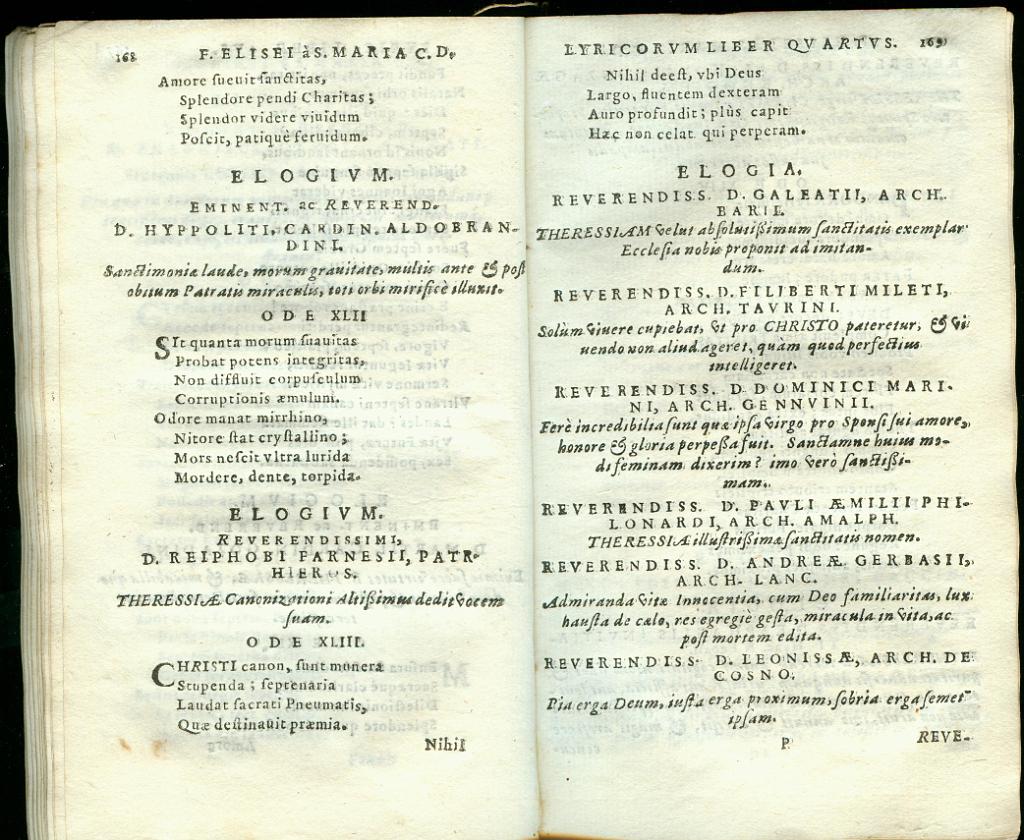 168 F. ELISEI à S. MARIA C. D.
Amore sueuit sanctitas,
Splendore pendi Charitas;
Splendor videre viuidum
Poscit, patiquè feruidum.
ELOGIVM.
EMINENT. ac REVEREND.
D. HYPPOLITI, CARDIN. ALDOBRAN-
DINI.
Sanctimoniæ laude, morum grauitate, multis ante & post
obitum Patratis miraculis, toti orbi mirificè illuxit.
ODE XLII
SIt quanta morum suauitas
Probat potens integritas,
Non diffluit corpusculum
Corruptionis æmulum.
Odore manat mirrhino,
Nitore stat crystallino;
Mors nescit vltra lurida
Mordere, dente, torpida.
ELOGIVM.
REVERENDISSIMI,
D. REIPHOBI FARNESII, PATR-
HIEROS.
THERESSIÆ Canonizationi Altißimus dedit vocem
suam.
ODE XLIII.
CHRISTI canon, sunt munera
Stupenda; septenaria
Laudat sacrati Pneumatis,
Quæ destinauit præmia.
Nihil
LYRICORVM LIBER QVARTVS. 169
Nihil deest, vbi Deus
Largo, fluentem dexteram
Auro profundit; plùs capit
Hæc non celat qui perperam.
ELOGIA.
REVERENDISS. D. GALEATII, ARCH.
BARII.
THERESSIAM velut absolutißimum sanctitatis exemplar
Ecclesia nobis proponit ad imitan-
dum.
REVERENDISS. D. FILIBERTI MILETI,
ARCH. TAVRINI.
Solùm viuere cupiebat, vt pro CHRISTO pateretur, & vi
uendo non aliud ageret, quàm quod perfectius
intelligeret.
REVERENDISS. D. DOMINICI MARI-
NI, ARCH. GENNVINII.
Ferè incredibilia sunt quæ ipsa virgo pro Sponsi sui amore,
honore & gloria perpessa fuit. Sanctamne huius mo-
di feminam dixerim? imo verò sanctißi-
mam.
REVERENDISS. D. PAVLI ÆMILII PHI-
LONARDI, ARCH. AMALPH.
THERESSIÆ illustrißimæ sanctitatis nomen.
REVERENDISS. D. ANDREÆ GERBASII,
ARCH. LANC.
Admiranda vitæ Innocentia, cum Deo familiaritas, lux
hausta de cælo, res egregiè gesta, miracula in vita, ac
post mortem edita.
REVERENDISS. D. LEONISSÆ, ARCH. DE
COSNO.
Pia erga Deum, iusta erga proximum, sobria erga semet
ipsam.
P REVE-